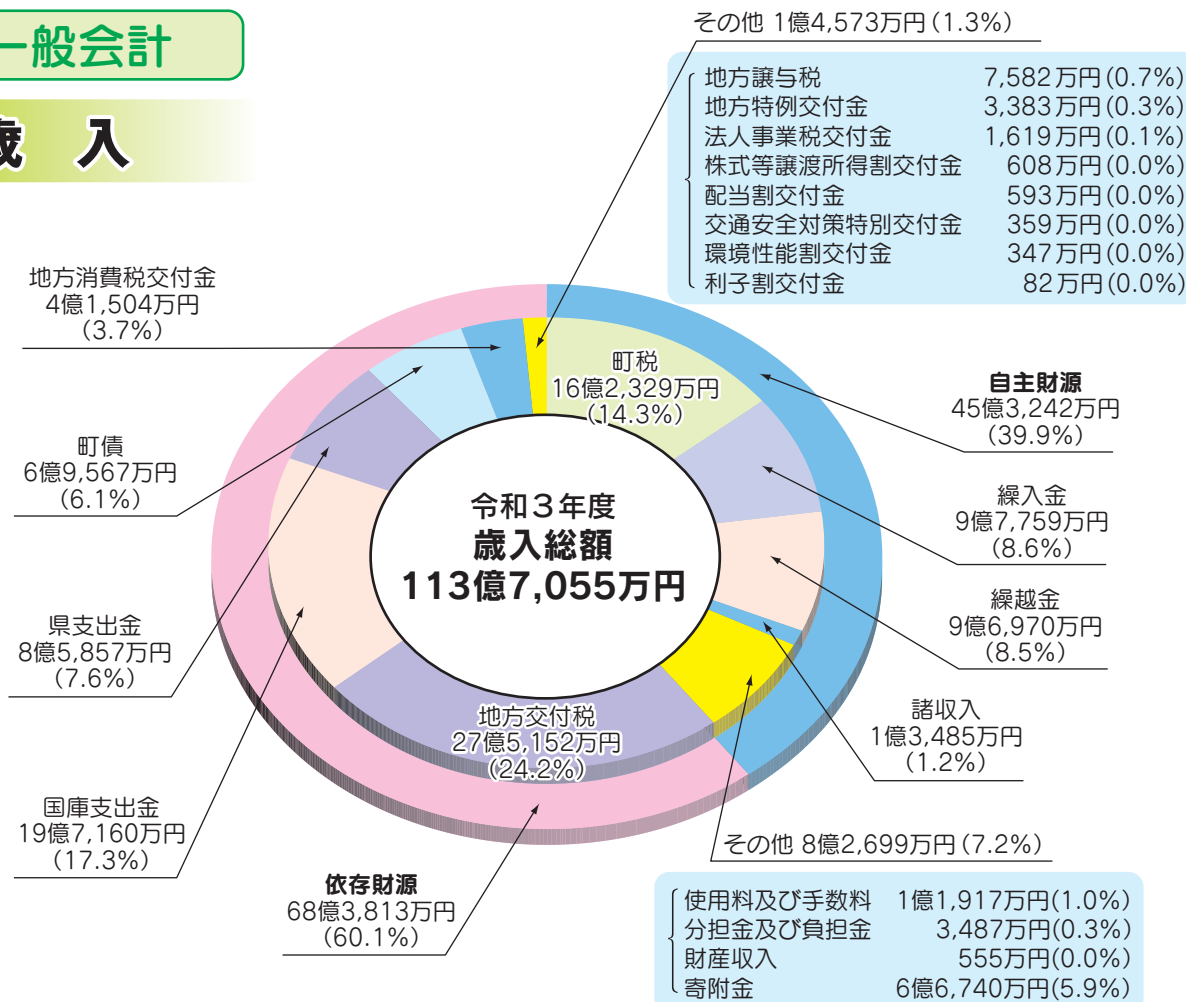 一般会計
歳 入
その他 1億4,573万円(1.3%)
地方譲与税 7,582万円(0.7%)
地方特例交付金 3,383万円(0.3%)
法人事業税交付金 1,619万円(0.1%)
株式等譲渡所得割交付金 608万円(0.0%)
配当割交付金 593万円(0.0%)
交通安全対策特別交付金 359万円(0.0%)
環境性能割交付金 347万円(0.0%)
利子割交付金 82万円(0.0%)
地方消費税交付金
4億1,504万円
(3.7%)
町税
16億2,329万円
(14.3%)
自主財源
45億3,242万円
(39.9%)
町債
6億9,567万円
(6.1%)
繰入金
9億7,759万円
(8.6%)
令和3年度
歳入総額
113億7,055万円
繰越金
9億6,970万円
(8.5%)
県支出金
8億5,857万円
(7.6%)
諸収入
1億3,485万円
(1.2%)
地方交付税
27億5,152万円
(24.2%)
国庫支出金
19億7,160万円
(17.3%)
その他 8億2,699万円(7.2%)
依存財源
68億3,813万円
(60.1%)
使用料及び手数料 1億1,917万円(1.0%)
分担金及び負担金 3,487万円(0.3%)
財産収入 555万円(0.0%)
寄附金 6億6,740万円(5.9%)